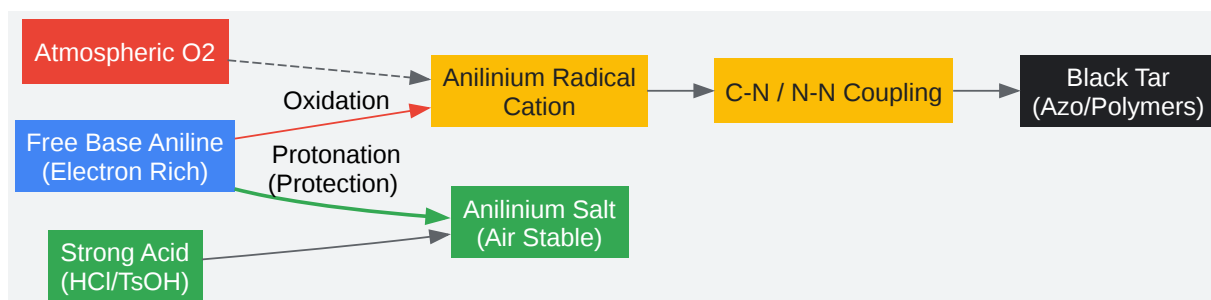 Atmospheric O2
Oxidation
Free Base Aniline
(Electron Rich)
Protonation
(Protection)
Strong Acid
(HCl/TsOH)
Anilinium Radical
Cation
Anilinium Salt
(Air Stable)
C-N / N-N Coupling
Black Tar
(Azo/Polymers)